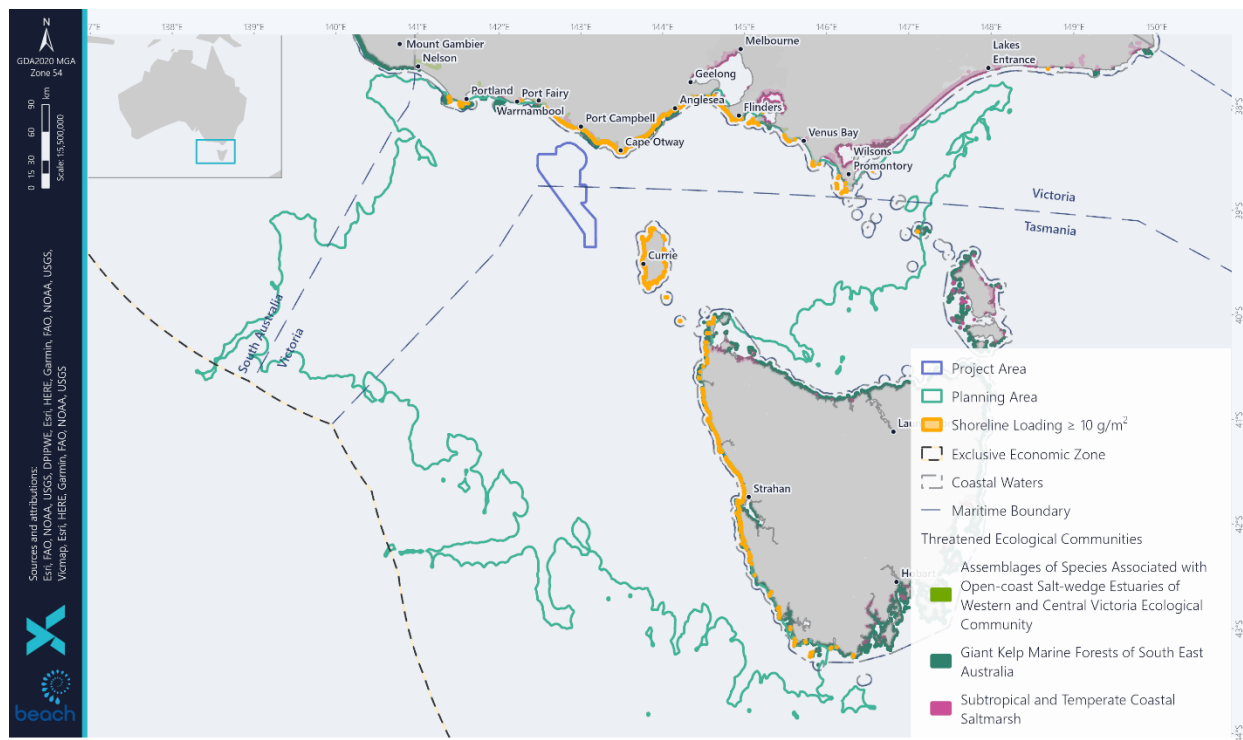 N
GDA2020 MGA
Zone 54
0 15 30 60 90
km
Scale: 1:5,500,000
Sources and attributions:
Esri, FAO, NOAA, USGS, DPIPWE, Esri, HERE, Garmin, FAO, NOAA, USGS,
Vicmap, Esri, HERE, Garmin, FAO, NOAA, USGS
beach
7°E
138°E
139°E
140°E
141°E
142°E
143°E
144°E
145°E
146°E
147°E
148°E
149°E
150°E
38°S
39°S
40°S
41°S
42°S
43°S
44°S
Mount Gambier
Nelson
Portland
Port Fairy
Warrnambool
Port Campbell
Cape Otway
Anglesea
Geelong
Melbourne
Flinders
Venus Bay
Wilsons
Promontory
Lakes
Entrance
Victoria
Tasmania
South Australia
Victoria
Currie
Strahan
Project Area
Planning Area
Shoreline Loading ≥ 10 g/m²
Exclusive Economic Zone
Coastal Waters
Maritime Boundary
Threatened Ecological Communities
Assemblages of Species Associated with
Open-coast Salt-wedge Estuaries of
Western and Central Victoria Ecological
Community
Giant Kelp Marine Forests of South East
Australia
Subtropical and Temperate Coastal
Saltmarsh